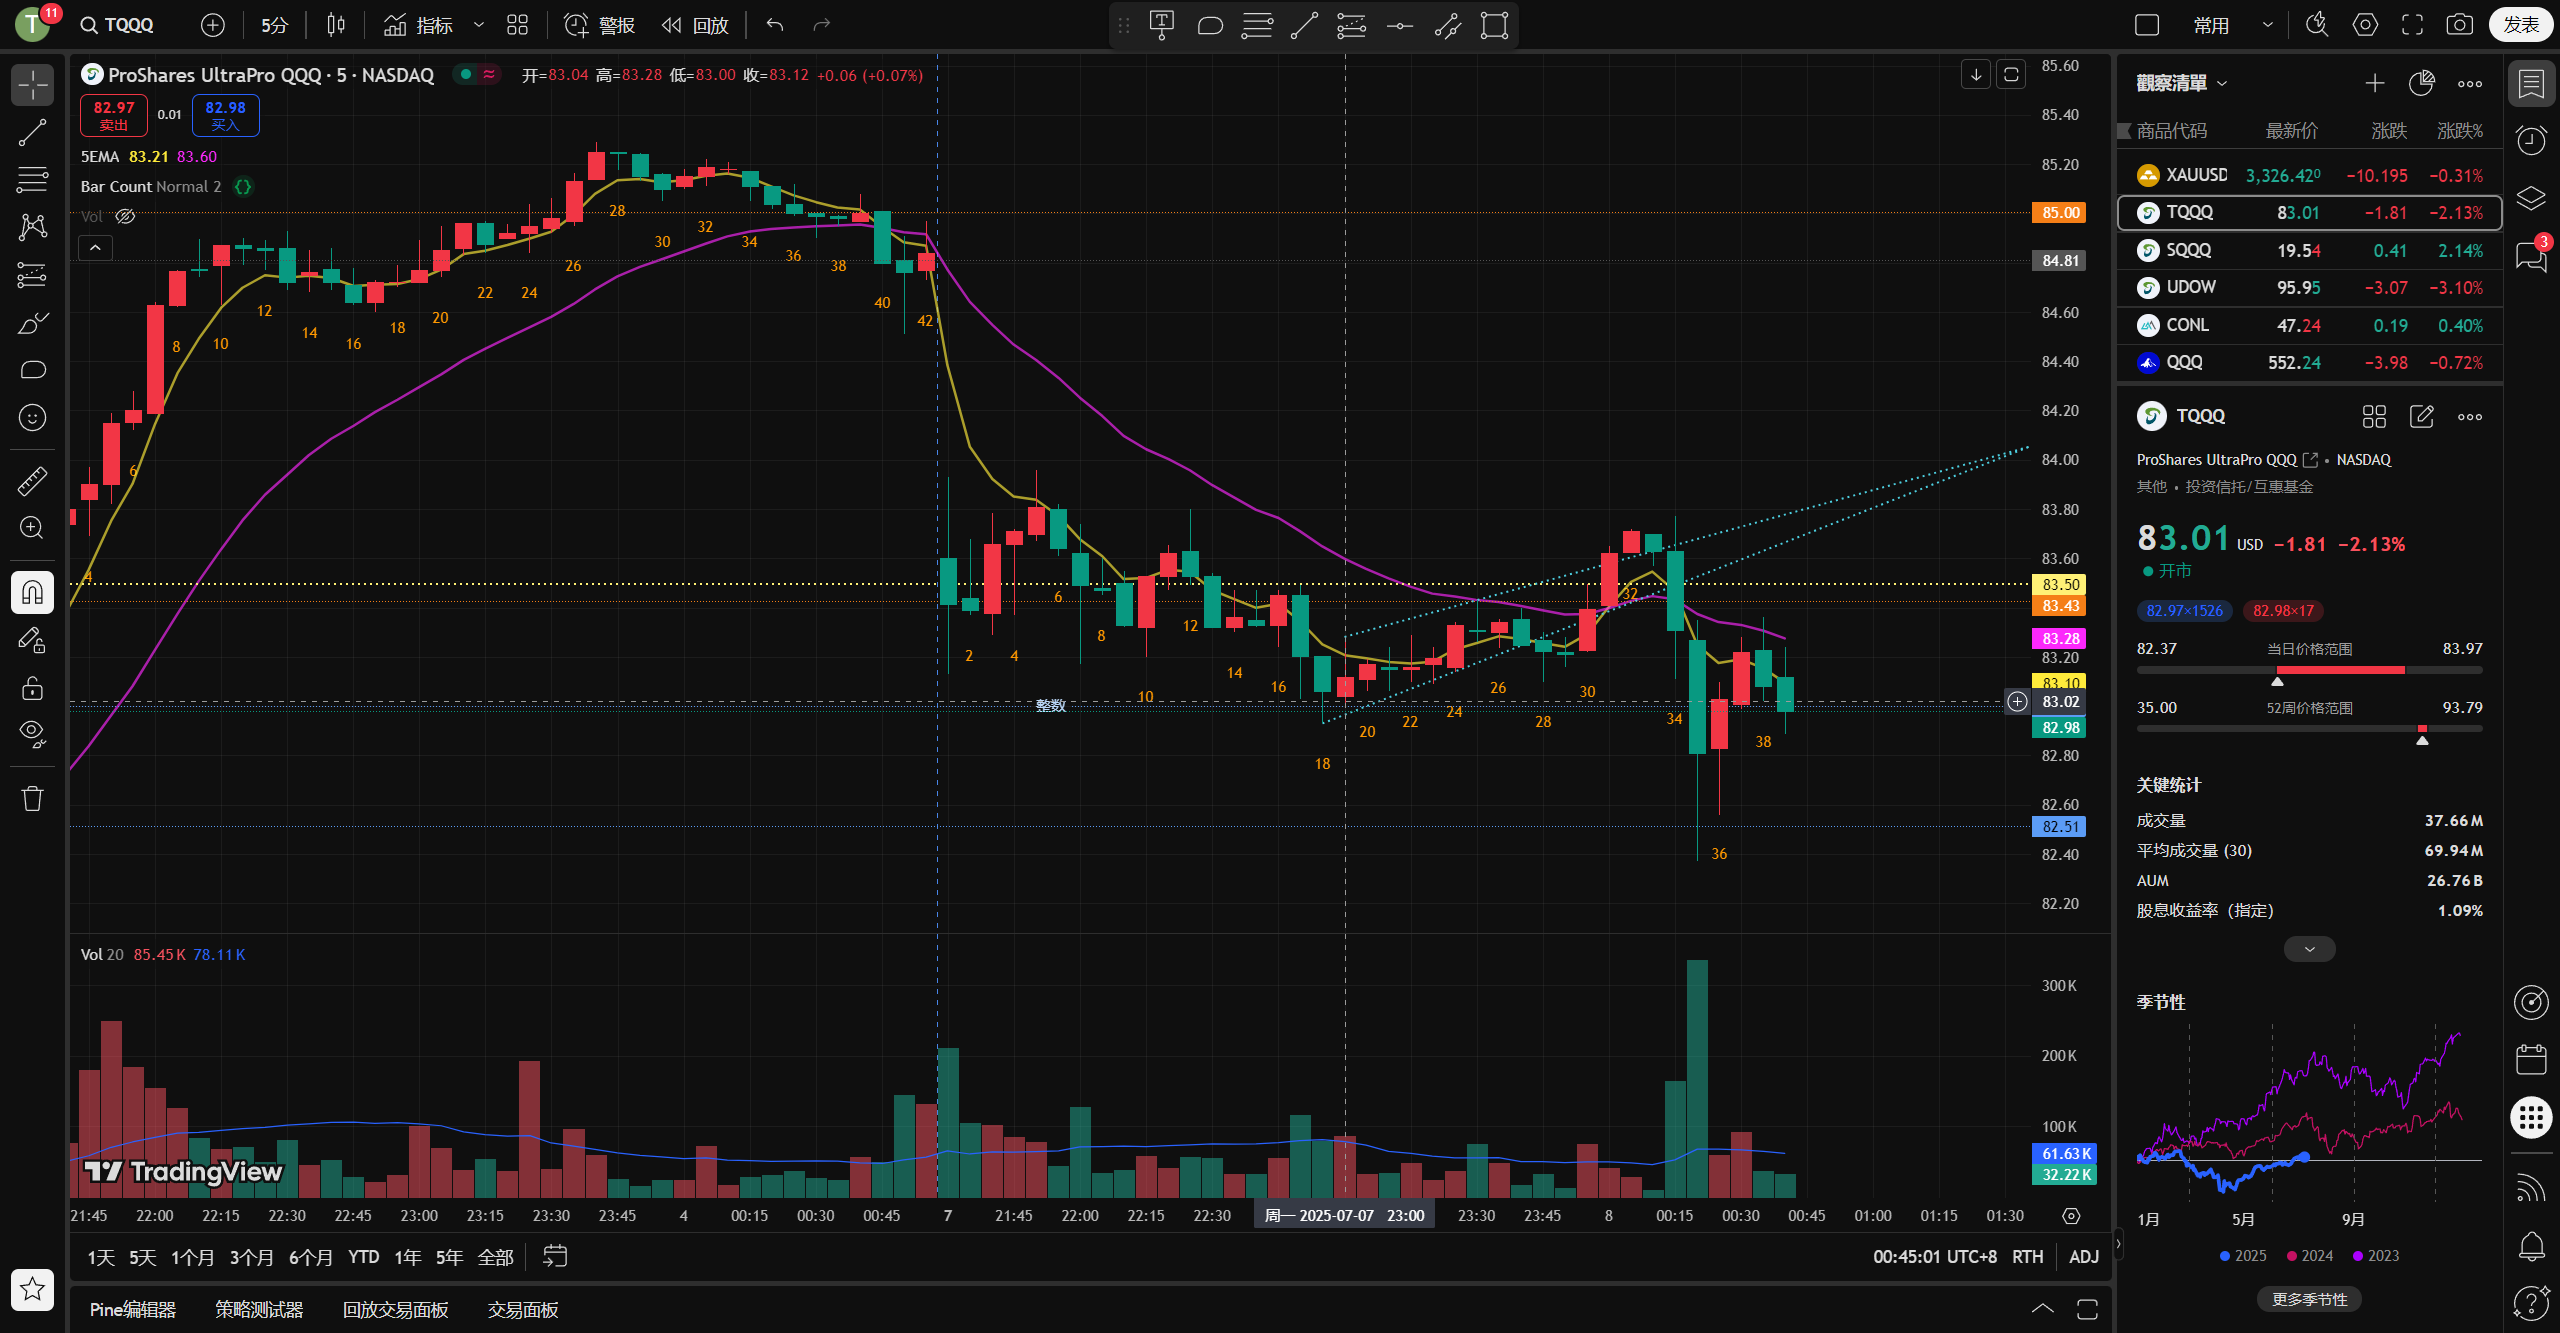 T 11 TQQQ 5分 指标 警报 回放 常用 发表
ProShares UltraPro QQQ · 5 · NASDAQ 开=83.04 高=83.28 低=83.00 收=83.12 +0.06 (+0.07%)
82.97 卖出 0.01 82.98 买入
5EMA 83.21 83.60
Bar Count Normal 2
Vol
85.60
85.40
85.20
85.00
84.81
84.60
84.40
84.20
84.00
83.80
83.60
83.50
83.43
83.28
83.20
83.10
83.02
82.98
82.80
82.60
82.51
82.40
82.20
4 6 8 10 12 14 16 18 20 22 24 26 28 30 32 34 36 38 40 42
2 4 6 8 10 12 14 16 18 20 22 24 26 28 30 32 34 36 38
整数
Vol 20 85.45K 78.11K
300K
200K
100K
61.63K
32.22K
TradingView
21:45 22:00 22:15 22:30 22:45 23:00 23:15 23:30 23:45 4 00:15 00:30 00:45 7 21:45 22:00 22:15 22:30 周一 2025-07-07 23:00 23:30 23:45 8 00:15 00:30 00:45 01:00 01:15 01:30
1天 5天 1个月 3个月 6个月 YTD 1年 5年 全部 00:45:01 UTC+8 RTH ADJ
Pine编辑器 策略测试器 回放交易面板 交易面板
觀察清單
商品代码 最新价 涨跌 涨跌%
XAUUSD 3,326.420 −10.195 −0.31%
TQQQ 83.01 −1.81 −2.13%
SQQQ 19.54 0.41 2.14%
UDOW 95.95 −3.07 −3.10%
CONL 47.24 0.19 0.40%
QQQ 552.24 −3.98 −0.72%
TQQQ
ProShares UltraPro QQQ • NASDAQ
其他 • 投资信托/互惠基金
83.01 USD −1.81 −2.13%
开市
82.97×1526 82.98×17
82.37 当日价格范围 83.97
35.00 52周价格范围 93.79
关键统计
成交量 37.66M
平均成交量 (30) 69.94M
AUM 26.76B
股息收益率（指定） 1.09%
季节性
1月 5月 9月
2025 2024 2023
更多季节性
3